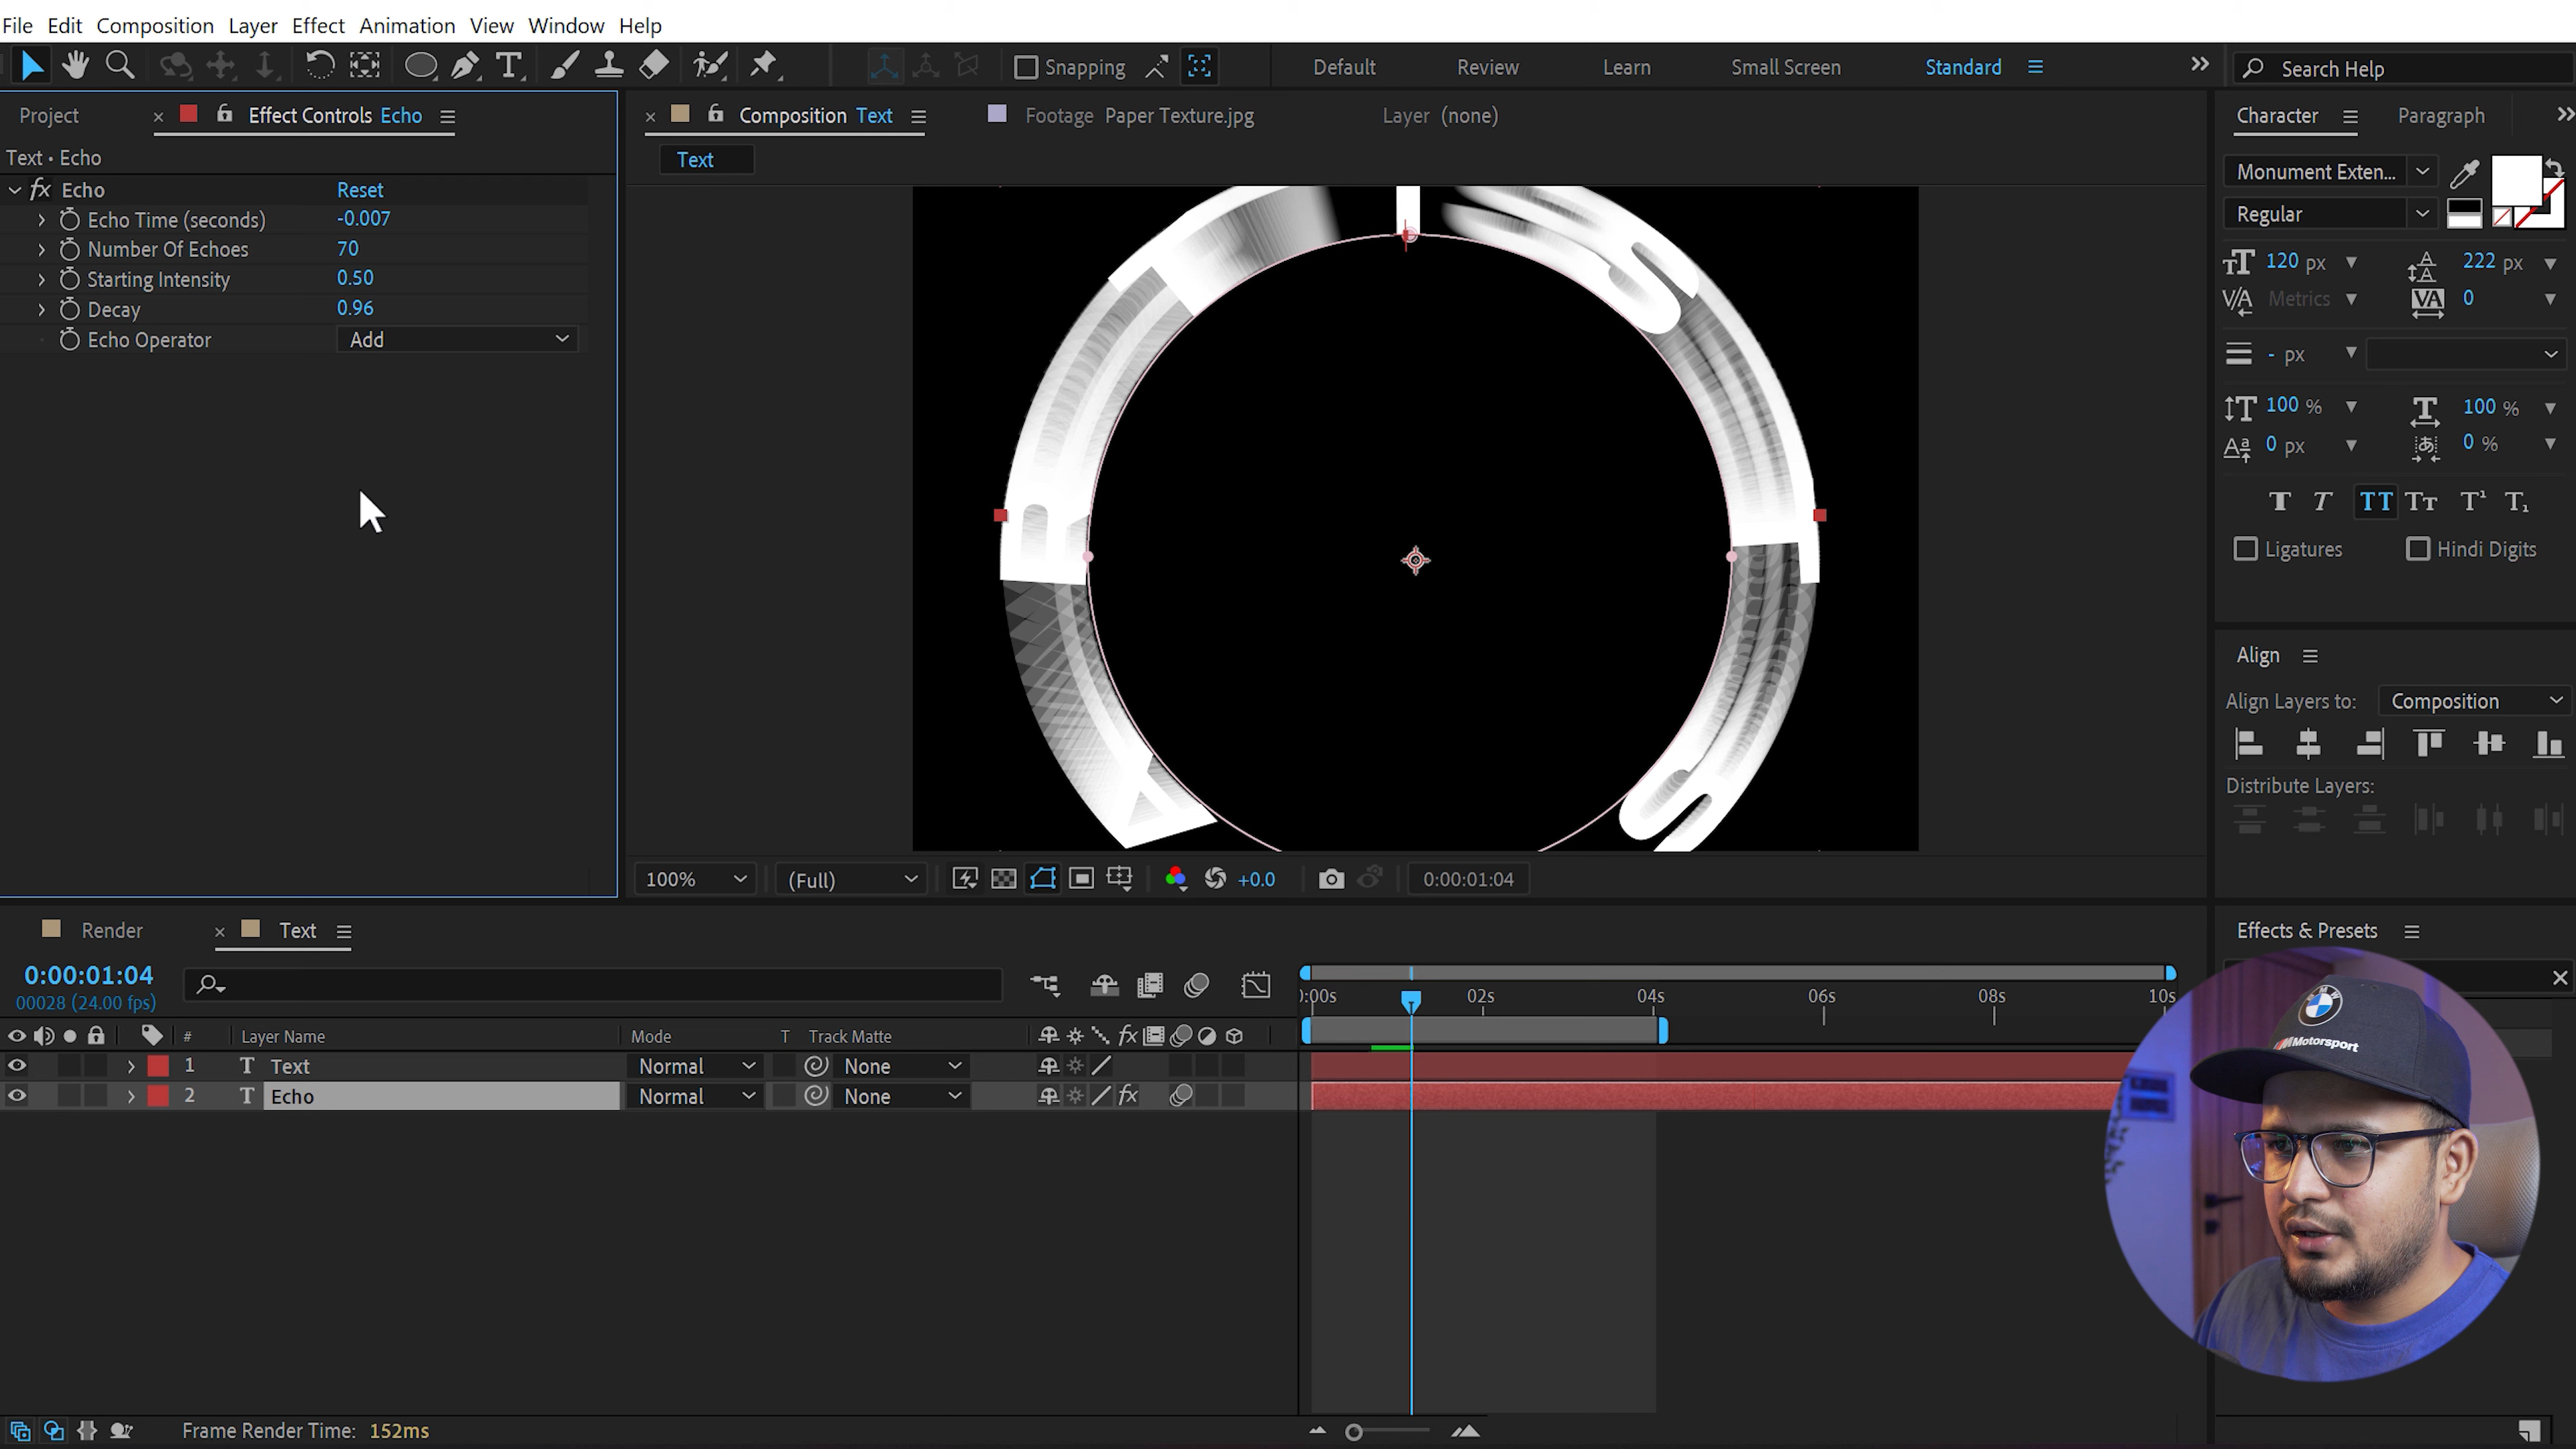 File Edit Composition Layer Effect Animation View Window Help
Snapping Default Review Learn Small Screen Standard Search Help
Project Effect Controls Echo
Composition Text Footage Paper Texture.jpg Layer (none)
Character Paragraph
Text • Echo
Text
fx Echo Reset
Echo Time (seconds) -0.007
Number Of Echoes 70
Starting Intensity 0.50
Decay 0.96
Echo Operator Add
Monument Exten...
Regular
120 px 222 px
Metrics 0
- px
100 % 100 %
0 px 0 %
Ligatures Hindi Digits
Align
Align Layers to: Composition
Distribute Layers:
100% (Full) +0.0 0:00:01:04
Render Text
Effects & Presets
0:00:01:04
00028 (24.00 fps)
):00s 02s 04s 06s 08s 10s
# Layer Name Mode T Track Matte
1 T Text Normal None
2 T Echo Normal None
Motorsport
Frame Render Time: 152ms